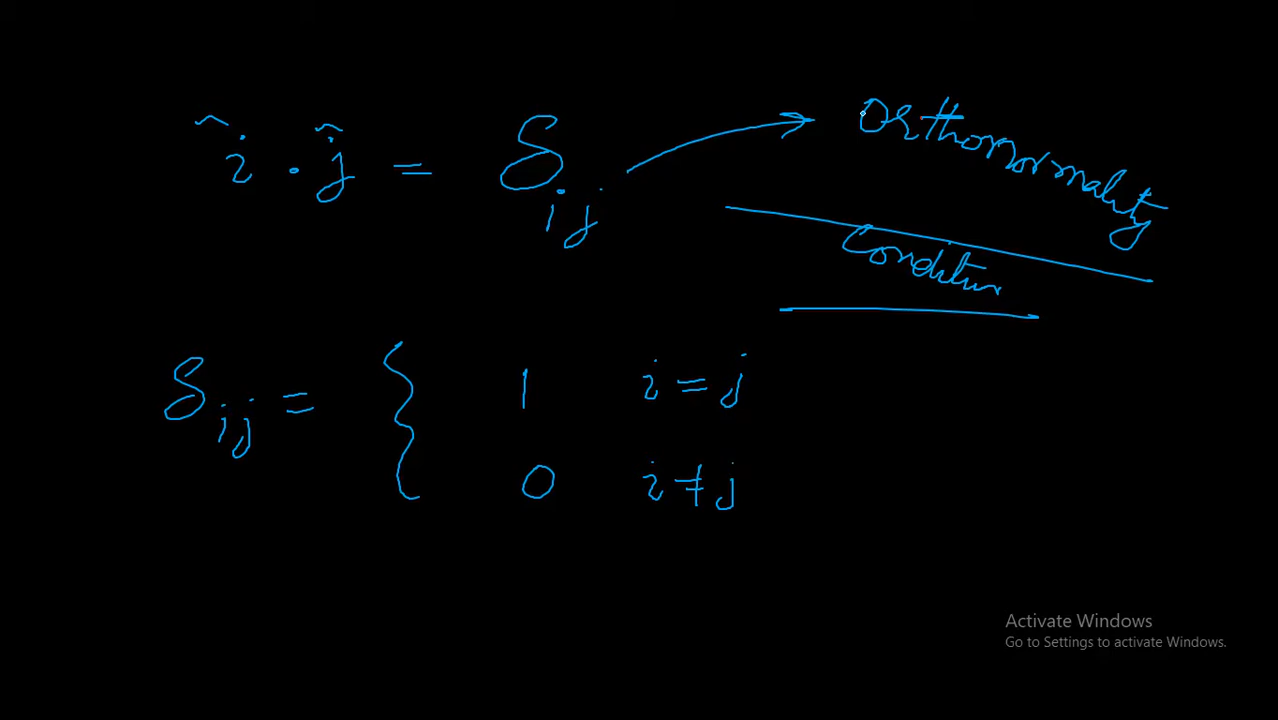 î · ĵ = δij → Orthonormality
Condition
δij = { 1 i = j
0 i ≠ j
Activate Windows
Go to Settings to activate Windows.